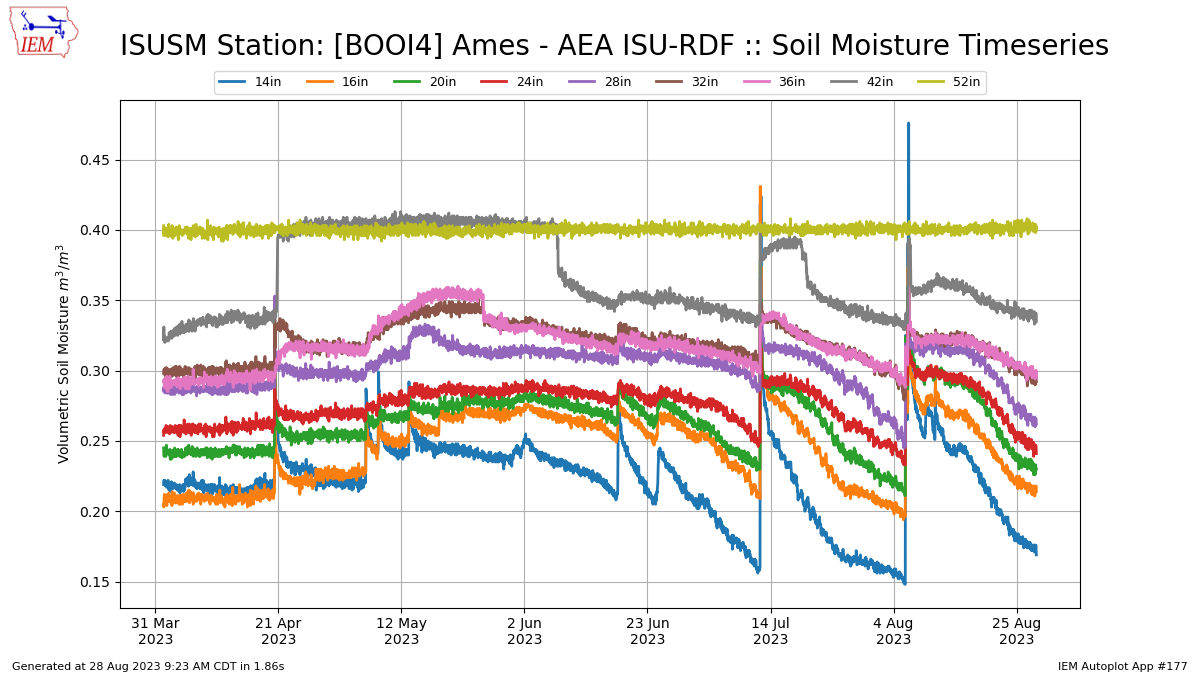 IEM
ISUSM Station: [BOOI4] Ames - AEA ISU-RDF :: Soil Moisture Timeseries
14in 16in 20in 24in 28in 32in 36in 42in 52in
Volumetric Soil Moisture m³/m³
0.45
0.40
0.35
0.30
0.25
0.20
0.15
31 Mar 21 Apr 12 May 2 Jun 23 Jun 14 Jul 4 Aug 25 Aug
2023 2023 2023 2023 2023 2023 2023 2023
Generated at 28 Aug 2023 9:23 AM CDT in 1.86s
IEM Autoplot App #177